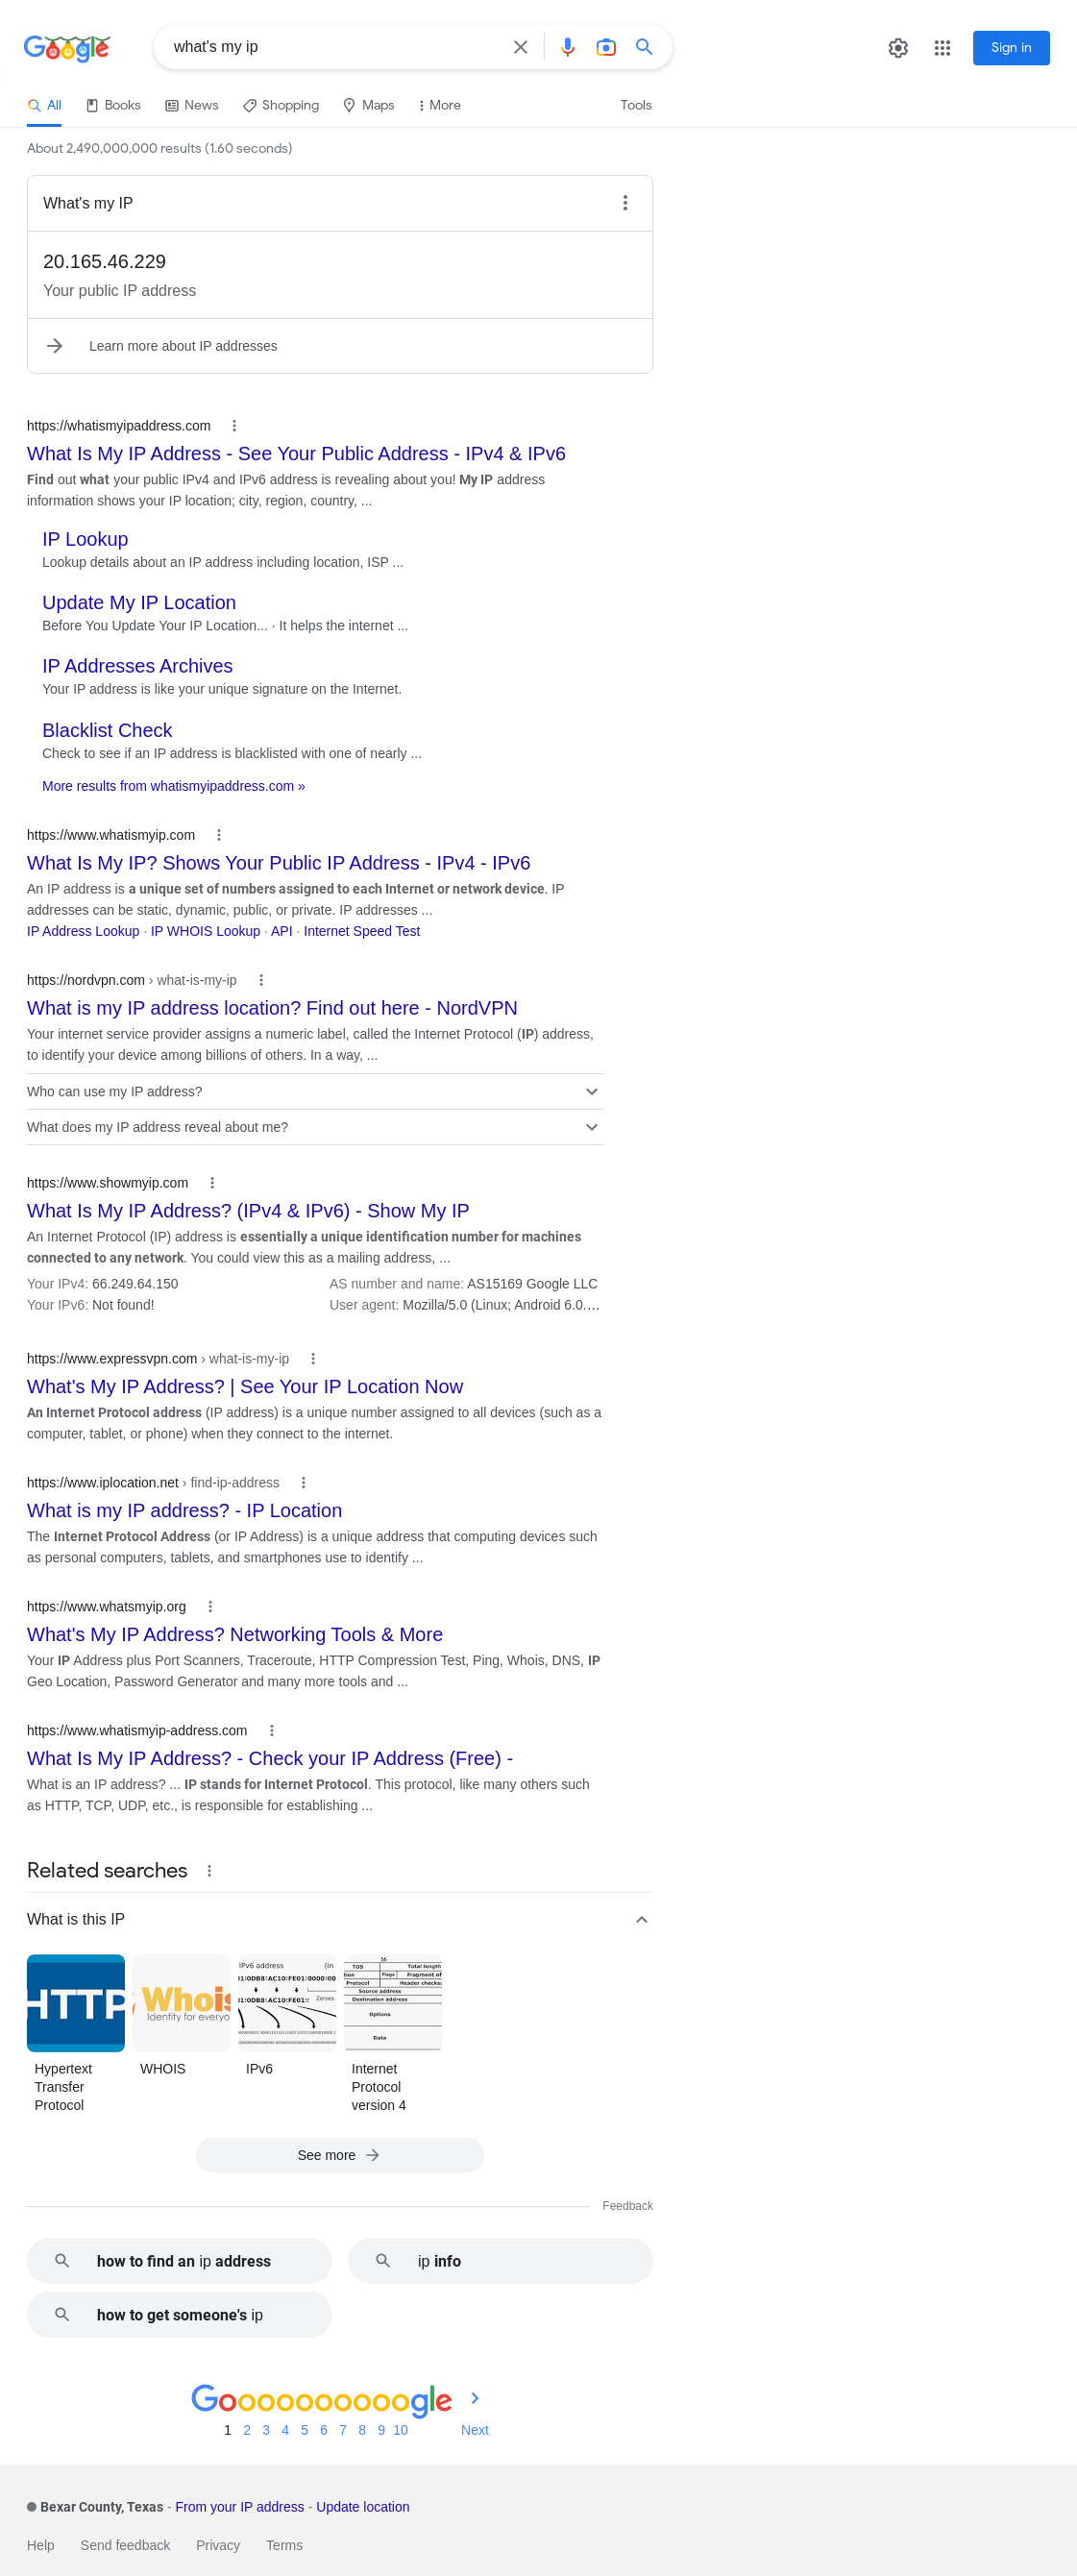 Google
what's my ip
Sign in
All Books News Shopping Maps More Tools
About 2,490,000,000 results (1.60 seconds)
What's my IP
20.165.46.229
Your public IP address
Learn more about IP addresses
https://whatismyipaddress.com
What Is My IP Address - See Your Public Address - IPv4 & IPv6
Find out what your public IPv4 and IPv6 address is revealing about you! My IP address
information shows your IP location; city, region, country, ...
IP Lookup
Lookup details about an IP address including location, ISP ...
Update My IP Location
Before You Update Your IP Location... · It helps the internet ...
IP Addresses Archives
Your IP address is like your unique signature on the Internet.
Blacklist Check
Check to see if an IP address is blacklisted with one of nearly ...
More results from whatismyipaddress.com »
https://www.whatismyip.com
What Is My IP? Shows Your Public IP Address - IPv4 - IPv6
An IP address is a unique set of numbers assigned to each Internet or network device. IP
addresses can be static, dynamic, public, or private. IP addresses ...
IP Address Lookup · IP WHOIS Lookup · API · Internet Speed Test
https://nordvpn.com › what-is-my-ip
What is my IP address location? Find out here - NordVPN
Your internet service provider assigns a numeric label, called the Internet Protocol (IP) address,
to identify your device among billions of others. In a way, ...
Who can use my IP address?
What does my IP address reveal about me?
https://www.showmyip.com
What Is My IP Address? (IPv4 & IPv6) - Show My IP
An Internet Protocol (IP) address is essentially a unique identification number for machines
connected to any network. You could view this as a mailing address, ...
Your IPv4: 66.249.64.150 AS number and name: AS15169 Google LLC
Your IPv6: Not found! User agent: Mozilla/5.0 (Linux; Android 6.0....
https://www.expressvpn.com › what-is-my-ip
What's My IP Address? | See Your IP Location Now
An Internet Protocol address (IP address) is a unique number assigned to all devices (such as a
computer, tablet, or phone) when they connect to the internet.
https://www.iplocation.net › find-ip-address
What is my IP address? - IP Location
The Internet Protocol Address (or IP Address) is a unique address that computing devices such
as personal computers, tablets, and smartphones use to identify ...
https://www.whatsmyip.org
What's My IP Address? Networking Tools & More
Your IP Address plus Port Scanners, Traceroute, HTTP Compression Test, Ping, Whois, DNS, IP
Geo Location, Password Generator and many more tools and ...
https://www.whatismyip-address.com
What Is My IP Address? - Check your IP Address (Free) -
What is an IP address? ... IP stands for Internet Protocol. This protocol, like many others such
as HTTP, TCP, UDP, etc., is responsible for establishing ...
Related searches
What is this IP
HTTP
Whois
Identity for everyo
IPv6 address (in
Zeroes
16
TOS Total length
Flags Fragment of
Protocol Header checks
Source address
Destination address
Options
Data
Hypertext
Transfer
Protocol
WHOIS
IPv6
Internet
Protocol
version 4
See more
Feedback
how to find an ip address
ip info
how to get someone's ip
Goooooooooogle
1 2 3 4 5 6 7 8 9 10 Next
Bexar County, Texas - From your IP address - Update location
Help Send feedback Privacy Terms